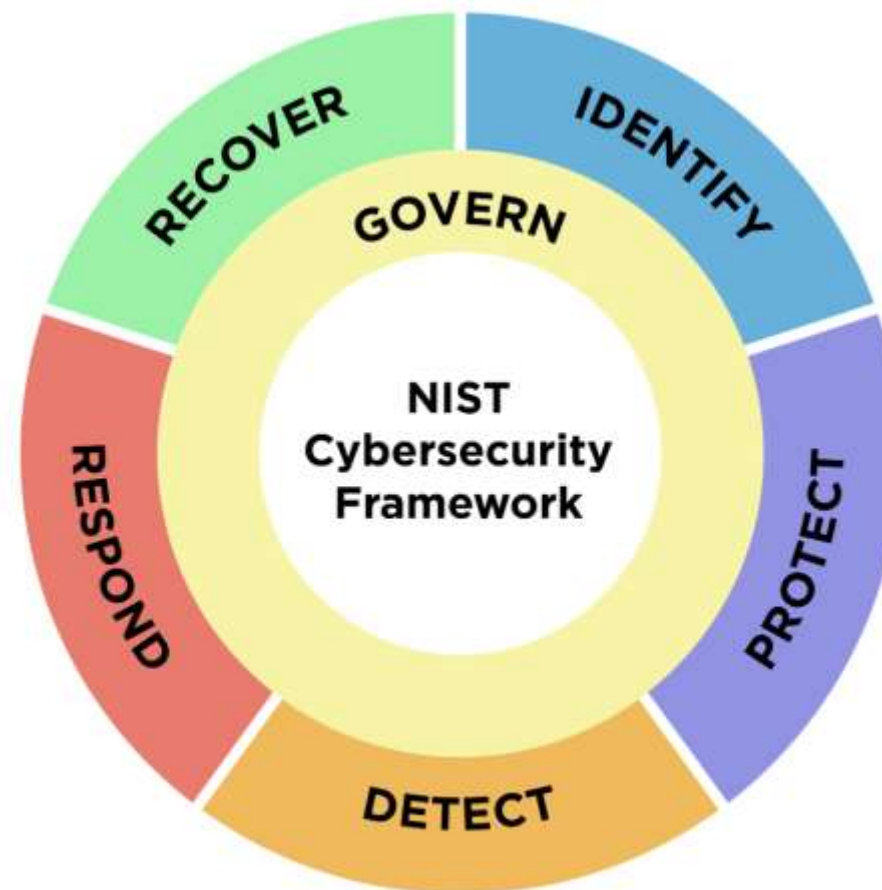 RECOVER
IDENTIFY
GOVERN
NIST
Cybersecurity
Framework
RESPOND
PROTECT
DETECT